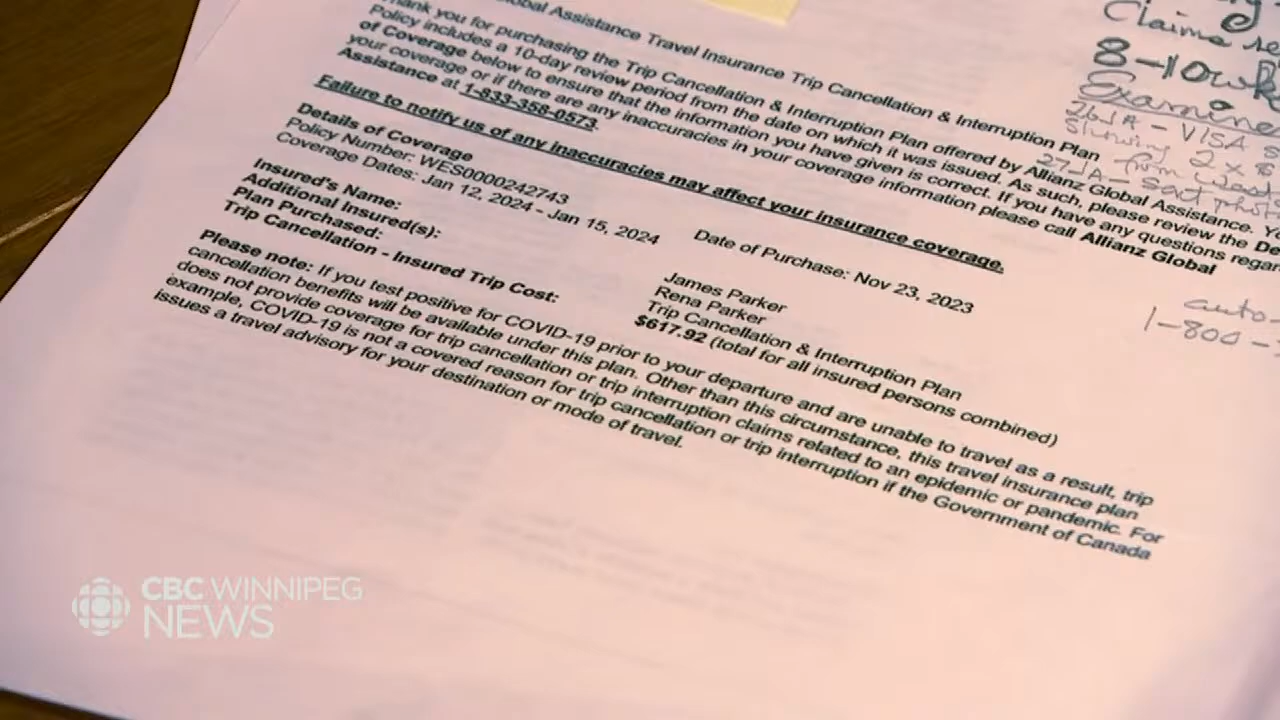 Global Assistance Travel Insurance Trip Cancellation & Interruption Plan
Thank you for purchasing the Trip Cancellation & Interruption Plan offered by Allianz Global Assistance.
Policy includes a 10-day review period from the date on which it was issued. As such, please review the
of Coverage below to ensure that the information you have given is correct. If you have any questions
your coverage or if there are any inaccuracies in your coverage information please call Allianz Global
Assistance at 1-833-358-0573.
Failure to notify us of any inaccuracies may affect your insurance coverage.
Details of Coverage
Policy Number: WES0000242743
Coverage Dates: Jan 12, 2024 - Jan 15, 2024
Date of Purchase: Nov 23, 2023
Insured's Name: James Parker
Additional Insured(s): Rena Parker
Plan Purchased: Trip Cancellation & Interruption Plan
Trip Cancellation - Insured Trip Cost: $617.92 (total for all insured persons combined)
Please note: If you test positive for COVID-19 prior to your departure and are unable to travel as a result, trip
cancellation benefits will be available under this plan. Other than this circumstance, this travel insurance plan
does not provide coverage for trip cancellation or trip interruption claims related to an epidemic or pandemic. For
example, COVID-19 is not a covered reason for trip cancellation or trip interruption if the Government of Canada
issues a travel advisory for your destination or mode of travel.
Claims
8-10 wk
Examine
26JA - VISA
2 x
27JA - sent
from
auto-
1-800-
CBC WINNIPEG
NEWS